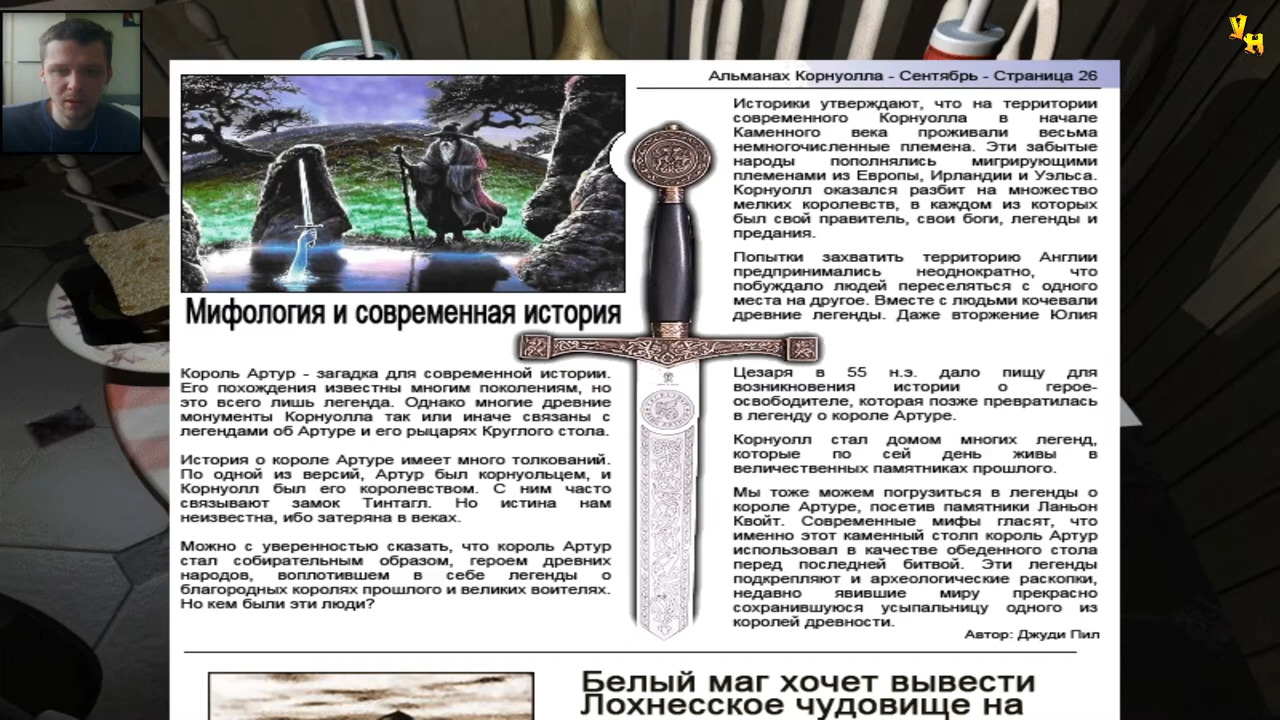 УН
Альманах Корнуолла - Сентябрь - Страница 26
Мифология и современная история
Король Артур - загадка для современной истории.
Его похождения известны многим поколениям, но
это всего лишь легенда. Однако многие древние
монументы Корнуолла так или иначе связаны с
легендами об Артуре и его рыцарях Круглого стола.
История о короле Артуре имеет много толкований.
По одной из версий, Артур был корнуольцем, и
Корнуолл был его королевством. С ним часто
связывают замок Тинтагл. Но истина нам
неизвестна, ибо затеряна в веках.
Можно с уверенностью сказать, что король Артур
стал собирательным образом, героем древних
народов, воплотившем в себе легенды о
благородных королях прошлого и великих воителях.
Но кем были эти люди?
Историки утверждают, что на территории
современного Корнуолла в начале
Каменного века проживали весьма
немногочисленные племена. Эти забытые
народы пополнялись мигрирующими
племенами из Европы, Ирландии и Уэльса.
Корнуолл оказался разбит на множество
мелких королевств, в каждом из которых
был свой правитель, свои боги, легенды и
предания.
Попытки захватить территорию Англии
предпринимались неоднократно, что
побуждало людей переселяться с одного
места на другое. Вместе с людьми кочевали
древние легенды. Даже вторжение Юлия
Цезаря в 55 н.э. дало пищу для
возникновения истории о герое-
освободителе, которая позже превратилась
в легенду о короле Артуре.
Корнуолл стал домом многих легенд,
которые по сей день живы в
величественных памятниках прошлого.
Мы тоже можем погрузиться в легенды о
короле Артуре, посетив памятники Ланьон
Квойт. Современные мифы гласят, что
именно этот каменный столп король Артур
использовал в качестве обеденного стола
перед последней битвой. Эти легенды
подкрепляют и археологические раскопки,
недавно явившие миру прекрасно
сохранившуюся усыпальницу одного из
королей древности.
Автор: Джуди Пил
Белый маг хочет вывести
Лохнесское чудовище на